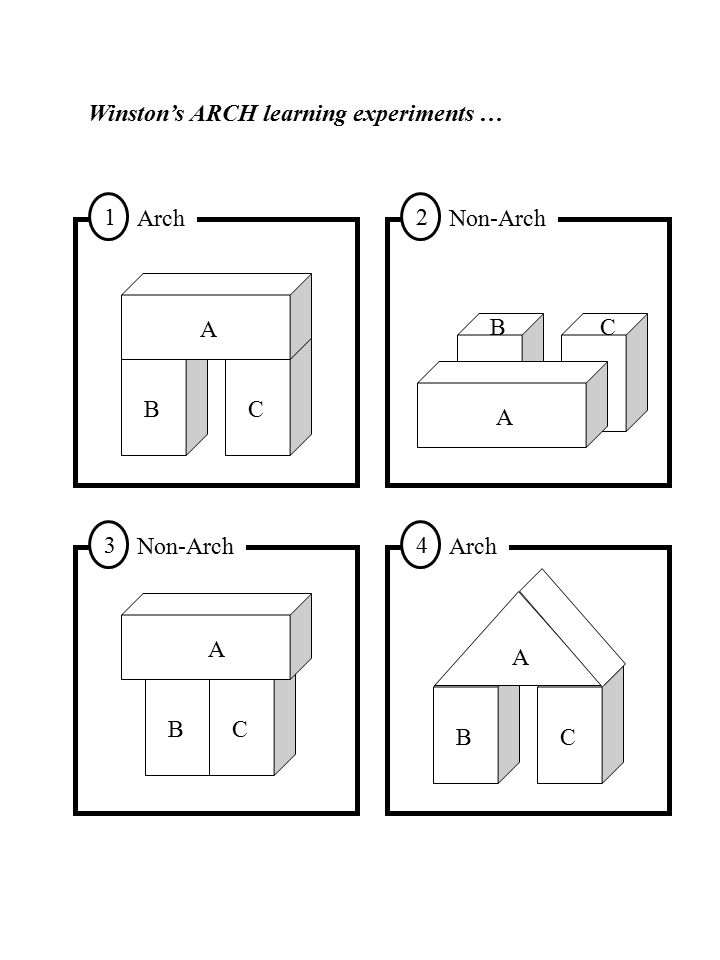 Winston’s ARCH learning experiments …
1 Arch
A
B C
2 Non-Arch
B C
A
3 Non-Arch
A
B C
4 Arch
A
B C